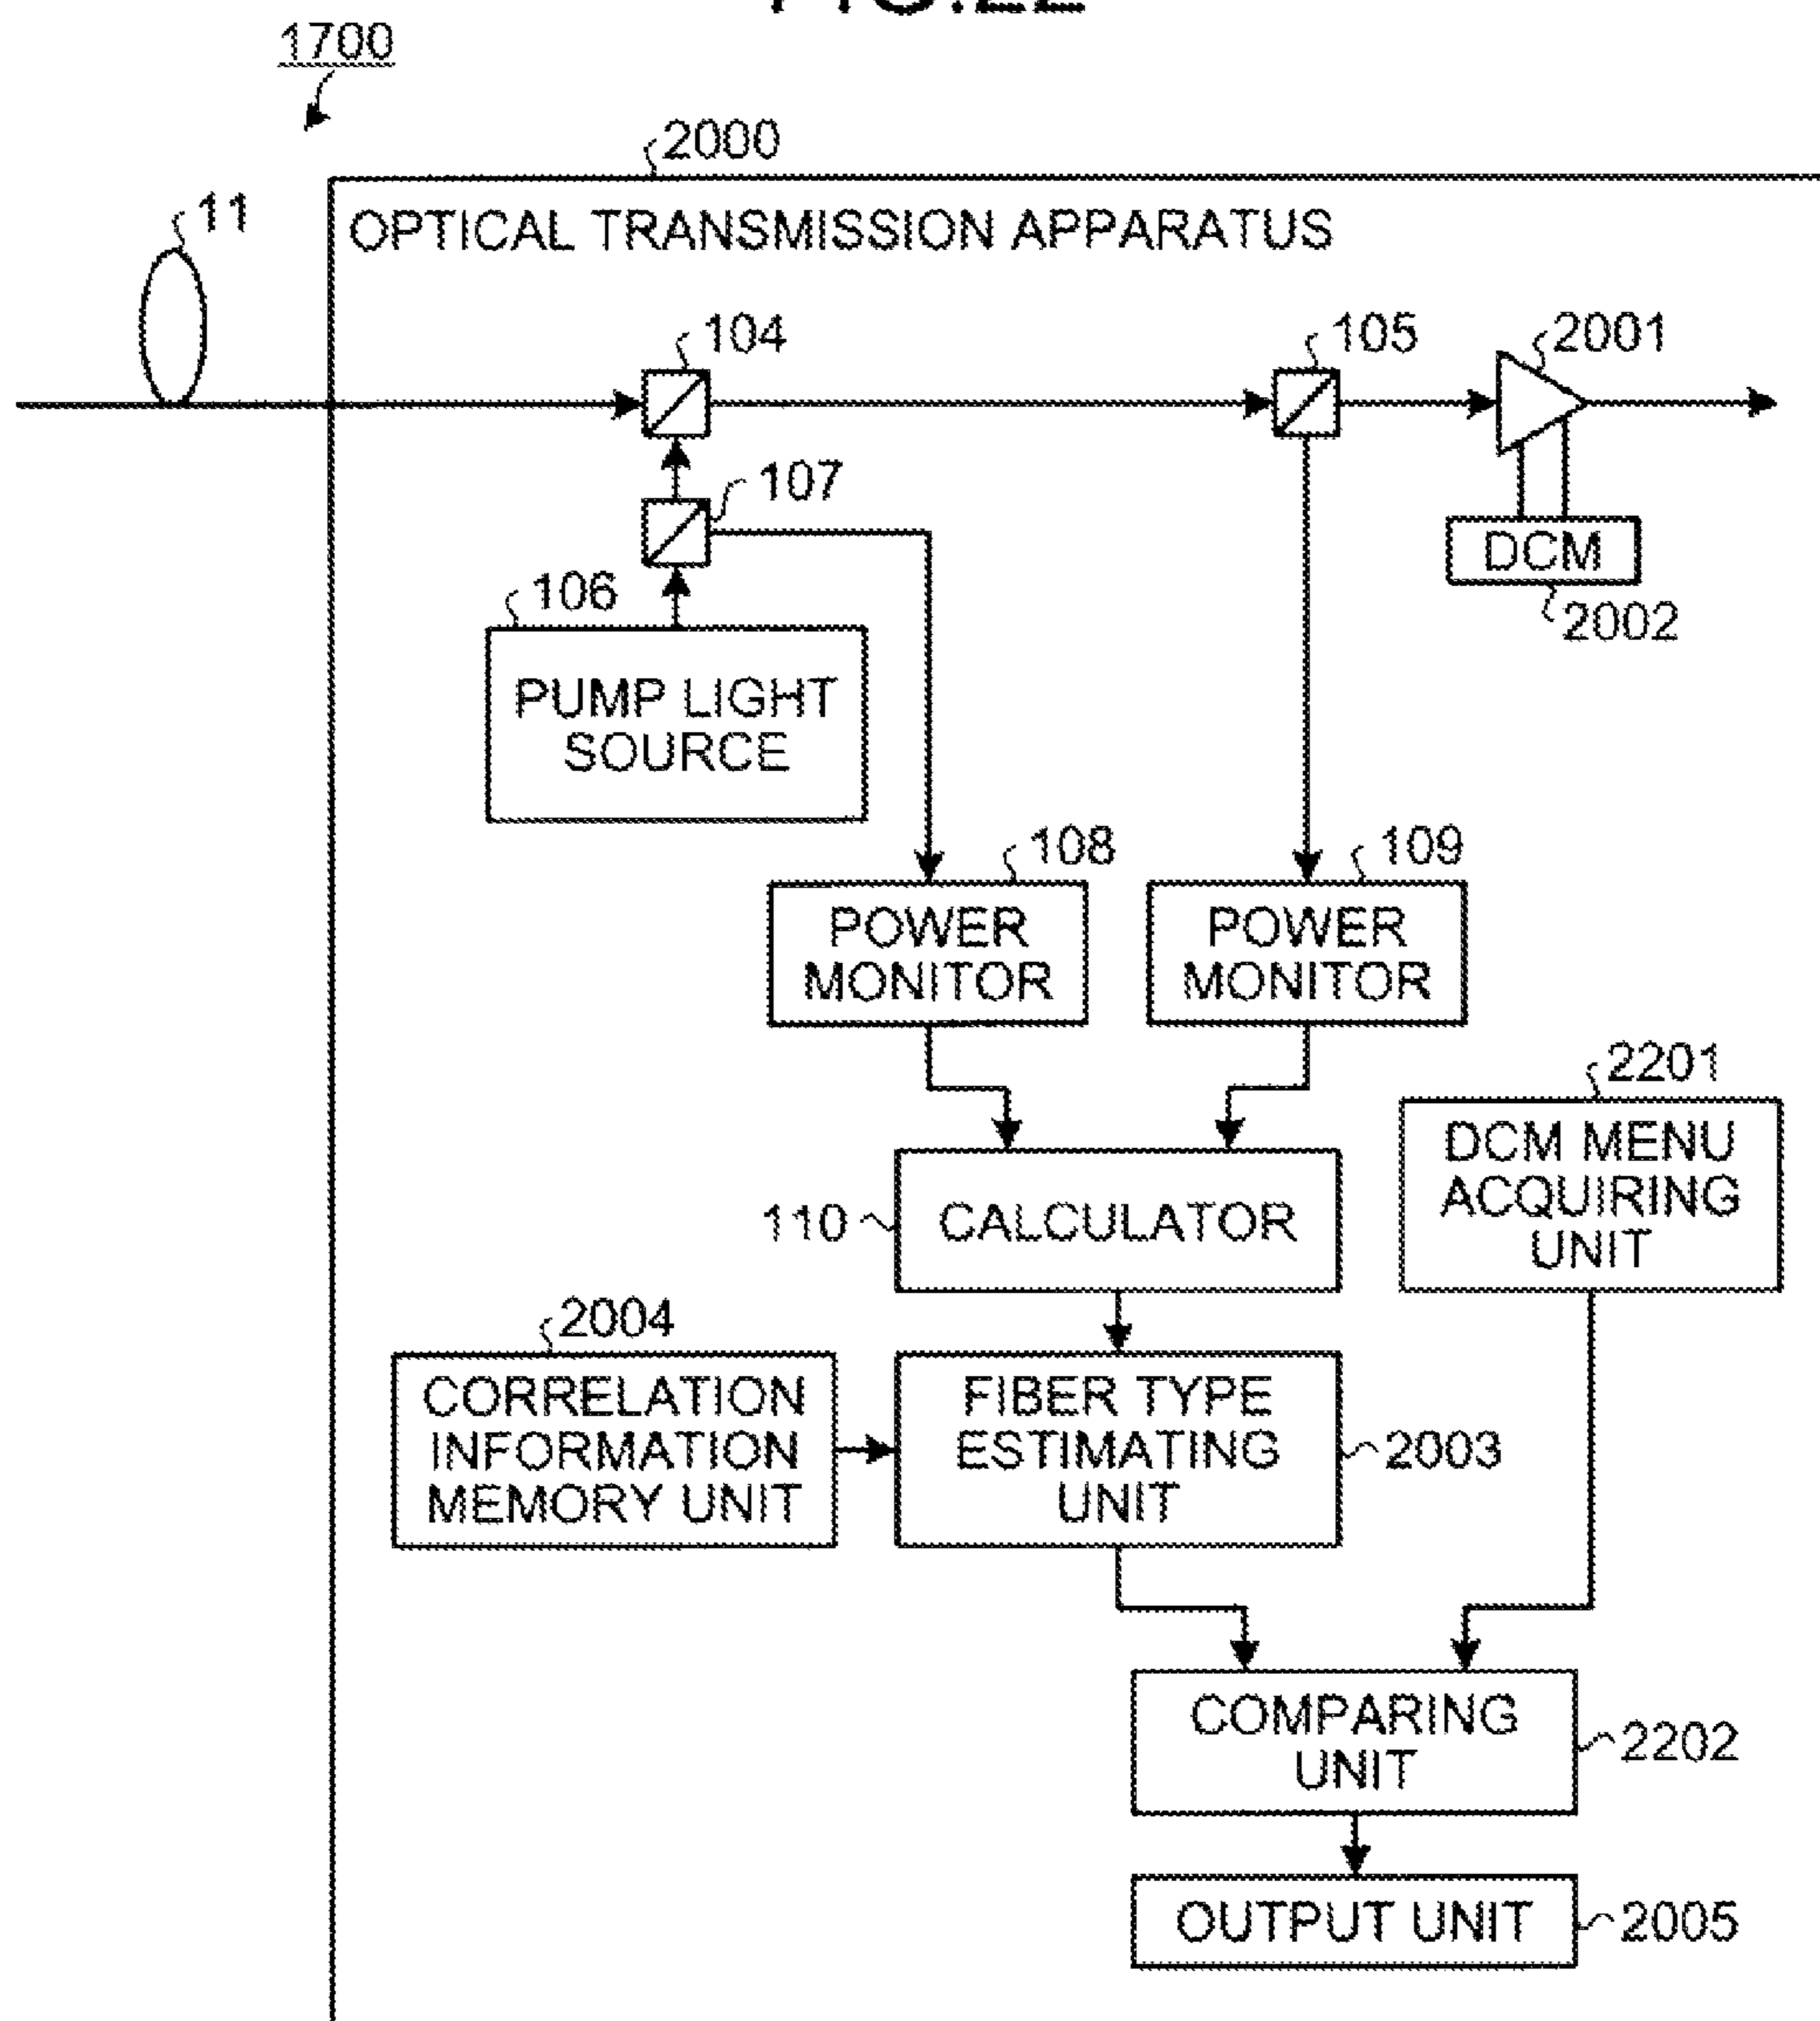 FIG.22
1700
2000
11
OPTICAL TRANSMISSION APPARATUS
104
105
2001
107
DCM
2002
106
PUMP LIGHT
SOURCE
108
109
POWER
MONITOR
POWER
MONITOR
2201
DCM MENU
ACQUIRING
UNIT
110
CALCULATOR
2004
CORRELATION
INFORMATION
MEMORY UNIT
FIBER TYPE
ESTIMATING
UNIT
2003
COMPARING
UNIT
2202
OUTPUT UNIT
2005